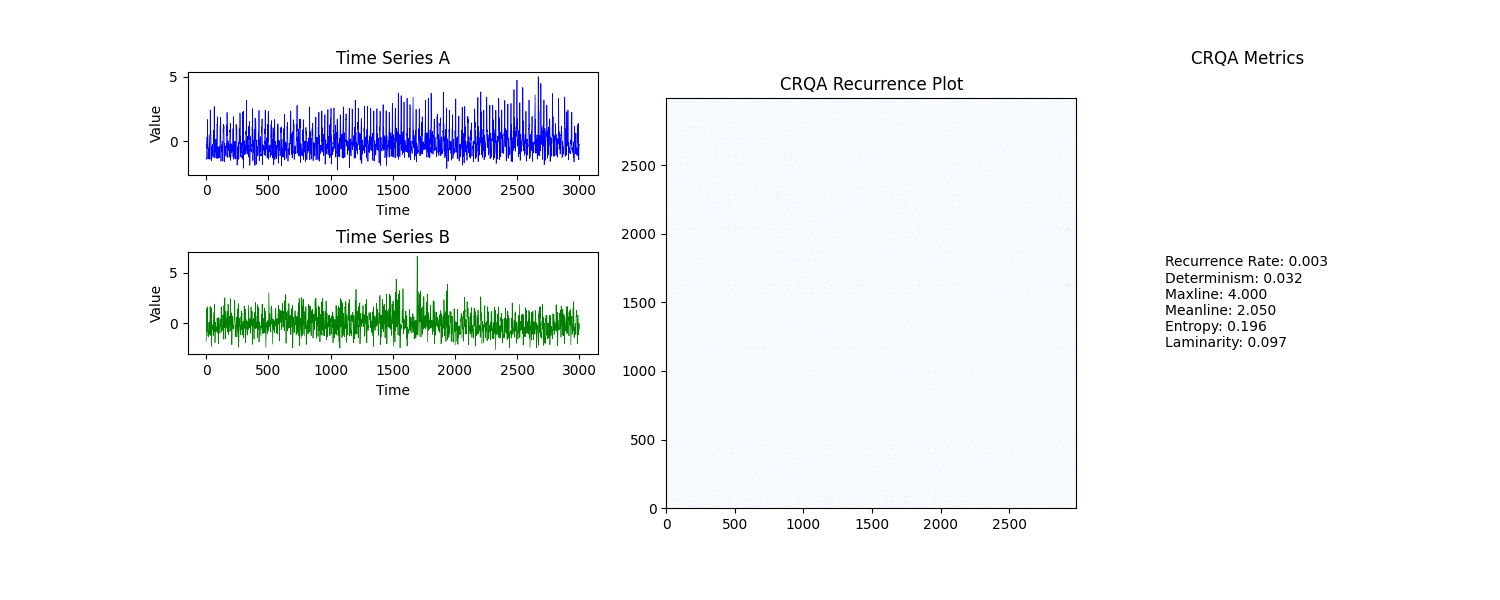 Time Series A
5
0
Value
0 500 1000 1500 2000 2500 3000
Time
Time Series B
5
0
Value
0 500 1000 1500 2000 2500 3000
Time
CRQA Recurrence Plot
2500
2000
1500
1000
500
0
0 500 1000 1500 2000 2500
CRQA Metrics
Recurrence Rate: 0.003
Determinism: 0.032
Maxline: 4.000
Meanline: 2.050
Entropy: 0.196
Laminarity: 0.097